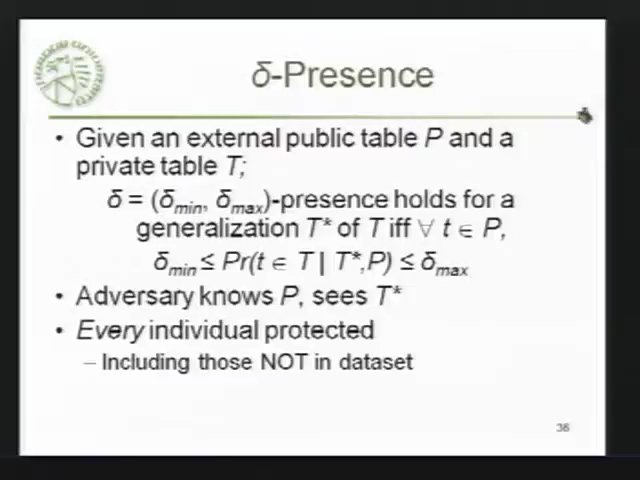 δ-Presence
• Given an external public table P and a
private table T;
δ = (δmin, δmax)-presence holds for a
generalization T* of T iff ∀ t ∈ P,
δmin ≤ Pr(t ∈ T | T*,P) ≤ δmax
• Adversary knows P, sees T*
• Every individual protected
– Including those NOT in dataset
36